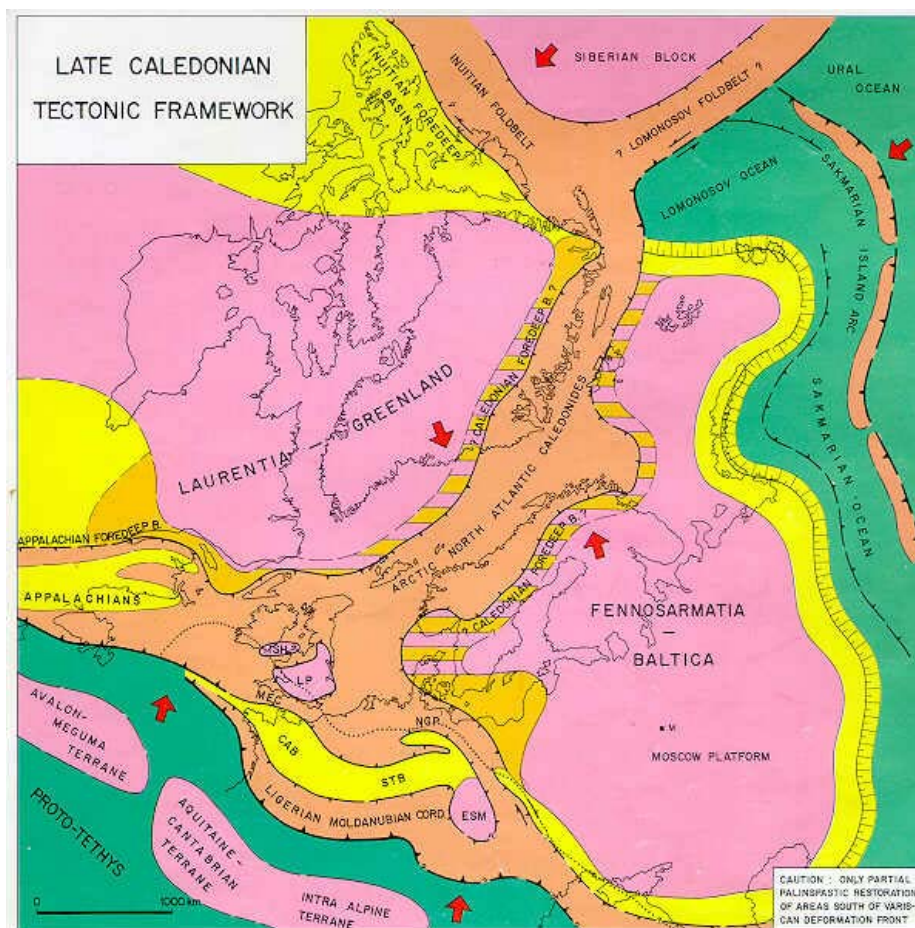 LATE CALEDONIAN
TECTONIC FRAMEWORK
INUITIAN FOREDEEP
BASIN
INUITIAN FOLDBELT
SIBERIAN BLOCK
? LOMONOSOV FOLDBELT ?
URAL
OCEAN
LOMONOSOV OCEAN
SAKMARIAN
ISLAND ARC
SAKMARIAN OCEAN
LAURENTIA – GREENLAND
? CALEDONIAN FOREDEEP B. ?
ARCTIC NORTH ATLANTIC CALEDONIDES
? CALEDONIAN FOREDEEP B. ?
APPALACHIAN FOREDEEP B.
APPALACHIANS
FENNOSARMATIA
–
BALTICA
M
MOSCOW PLATFORM
MSH
LP
MEC
NGP
CAB
STB
ESM
LIGERIAN MOLDANUBIAN CORD.
AVALON-
MEGUMA
TERRANE
PROTO-TETHYS
AQUITAINE-
CANTABRIAN
TERRANE
INTRA ALPINE
TERRANE
0 1000 km
CAUTION : ONLY PARTIAL
PALINSPASTIC RESTORATION
OF AREAS SOUTH OF VARIS-
CAN DEFORMATION FRONT